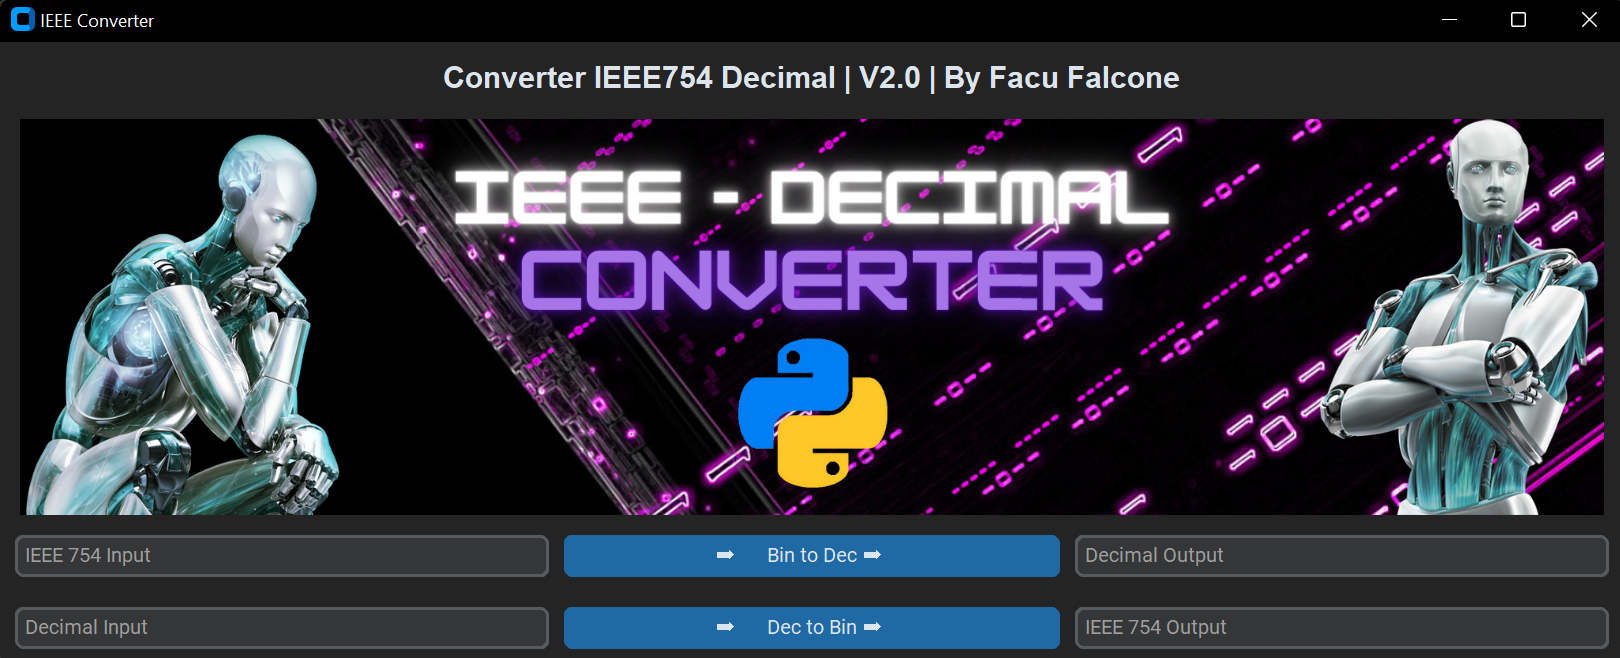 IEEE Converter
Converter IEEE754 Decimal | V2.0 | By Facu Falcone
IEEE - DECIMAL
CONVERTER
IEEE 754 Input
➡ Bin to Dec ➡
Decimal Output
Decimal Input
➡ Dec to Bin ➡
IEEE 754 Output